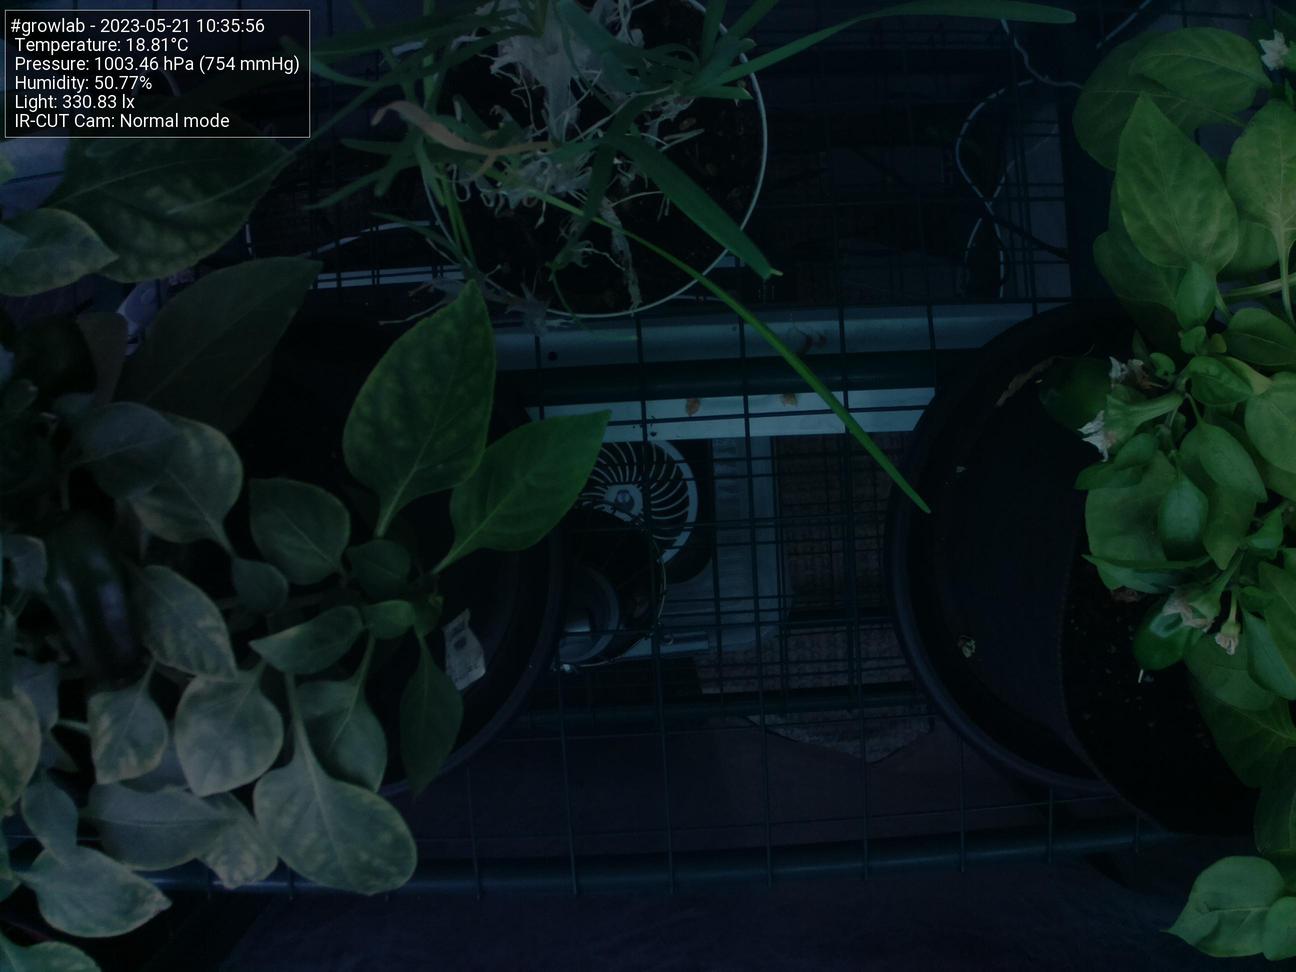 #growlab - 2023-05-21 10:35:56
Temperature: 18.81°C
Pressure: 1003.46 hPa (754 mmHg)
Humidity: 50.77%
Light: 330.83 lx
IR-CUT Cam: Normal mode